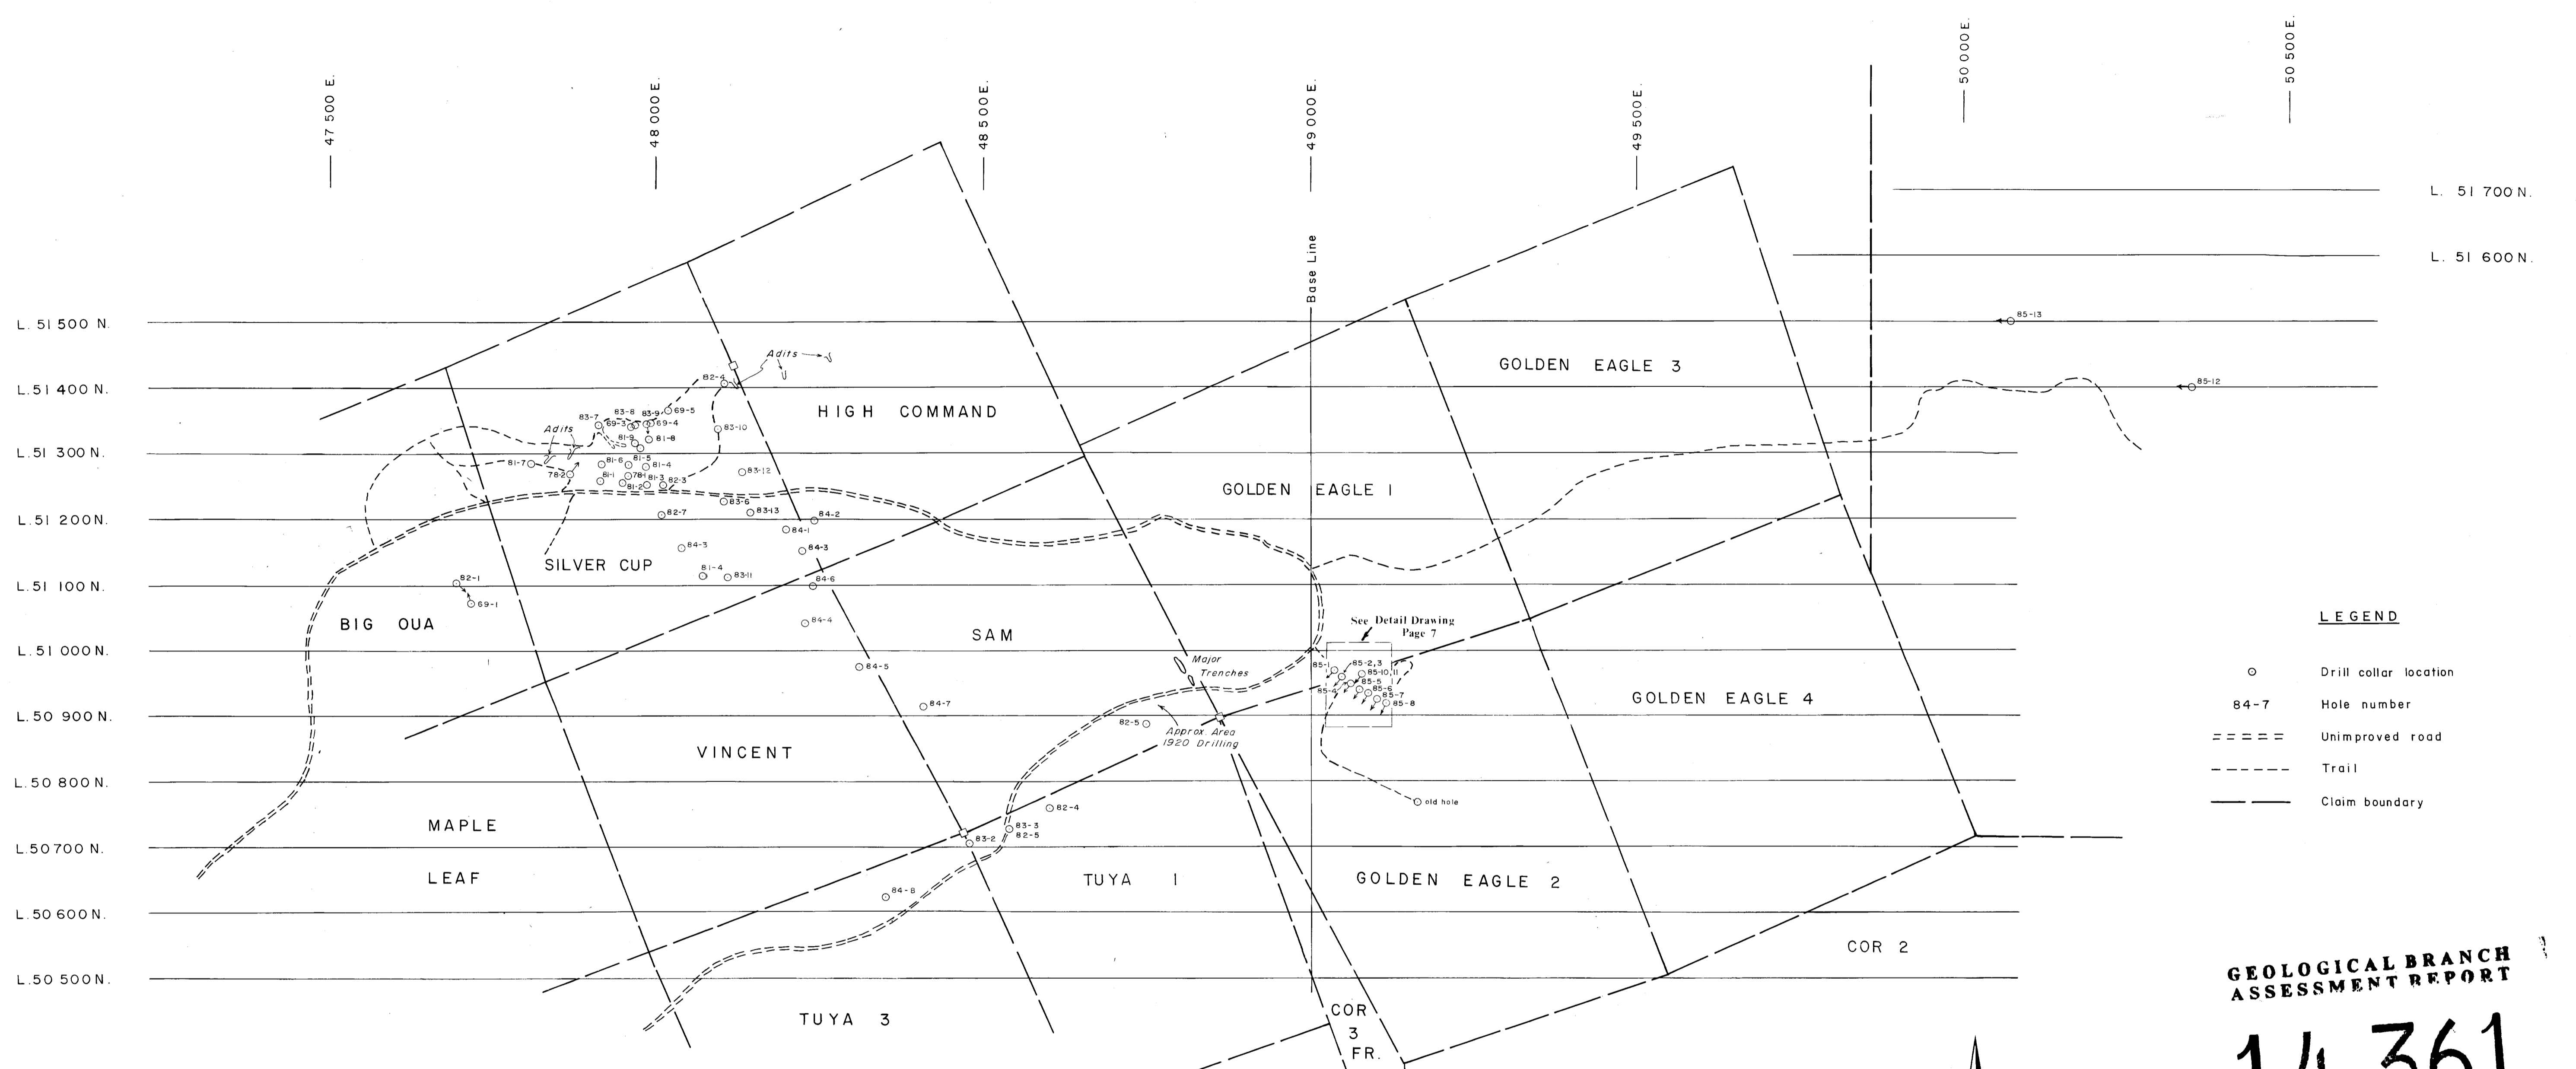 47 500 E.
48 000 E.
48 500 E.
49 000 E.
49 500 E.
50 000 E.
50 500 E.
Base Line
L. 51 700 N.
L. 51 600 N.
L. 51 500 N.
L. 51 400 N.
L. 51 300 N.
L. 51 200 N.
L. 51 100 N.
L. 51 000 N.
L. 50 900 N.
L. 50 800 N.
L. 50 700 N.
L. 50 600 N.
L. 50 500 N.
85-13
85-12
GOLDEN EAGLE 3
HIGH COMMAND
GOLDEN EAGLE 1
SILVER CUP
BIG OUA
SAM
VINCENT
MAPLE
LEAF
TUYA 1
GOLDEN EAGLE 2
GOLDEN EAGLE 4
COR 2
TUYA 3
COR
3
FR.
Adits
82-4
83-7
83-8
83-9
69-5
69-3
69-4
83-10
Adits
81-9
81-8
81-7
81-6
81-5
81-4
83-12
78-2
81-1
78-1
81-3
82-3
81-2
83-6
82-7
83-13
84-2
84-1
84-3
84-3
81-4
83-11
84-6
82-1
69-1
84-4
84-5
84-7
Major
Trenches
82-5
Approx. Area
1920 Drilling
See Detail Drawing
Page 7
85-1
85-2,3
85-10,11
85-5
85-4
85-6
85-7
85-8
old hole
82-4
83-3
82-5
83-2
84-8
LEGEND
Drill collar location
84-7 Hole number
Unimproved road
Trail
Claim boundary
GEOLOGICAL BRANCH
ASSESSMENT REPORT
14 361